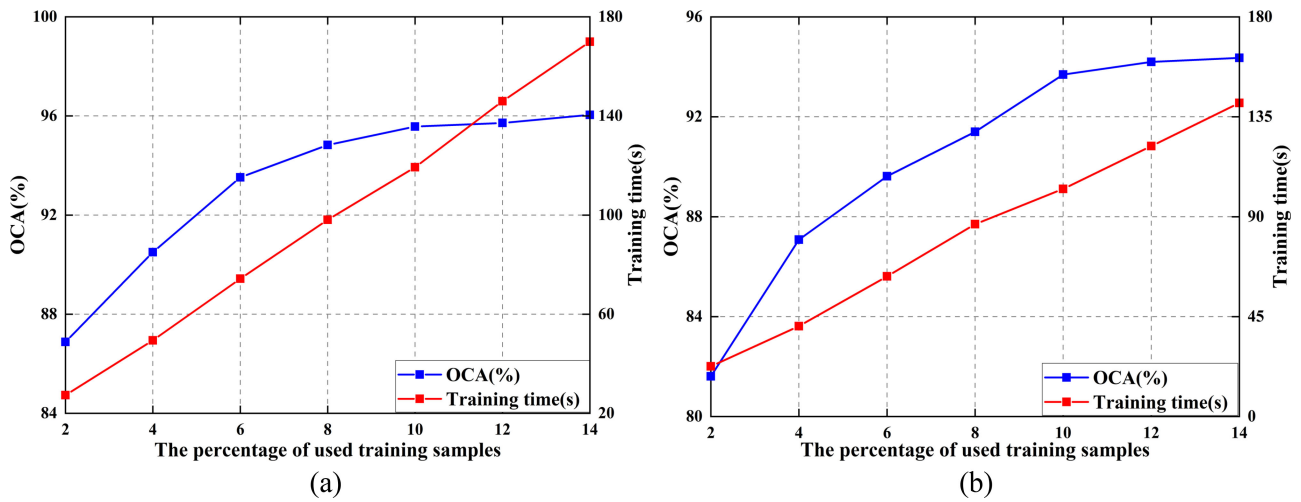 100
96
92
88
84
OCA(%)
180
140
100
60
20
Training time(s)
OCA(%)
Training time(s)
2 4 6 8 10 12 14
The percentage of used training samples
(a)
96
92
88
84
80
OCA(%)
180
135
90
45
0
Training time(s)
OCA(%)
Training time(s)
2 4 6 8 10 12 14
The percentage of used training samples
(b)